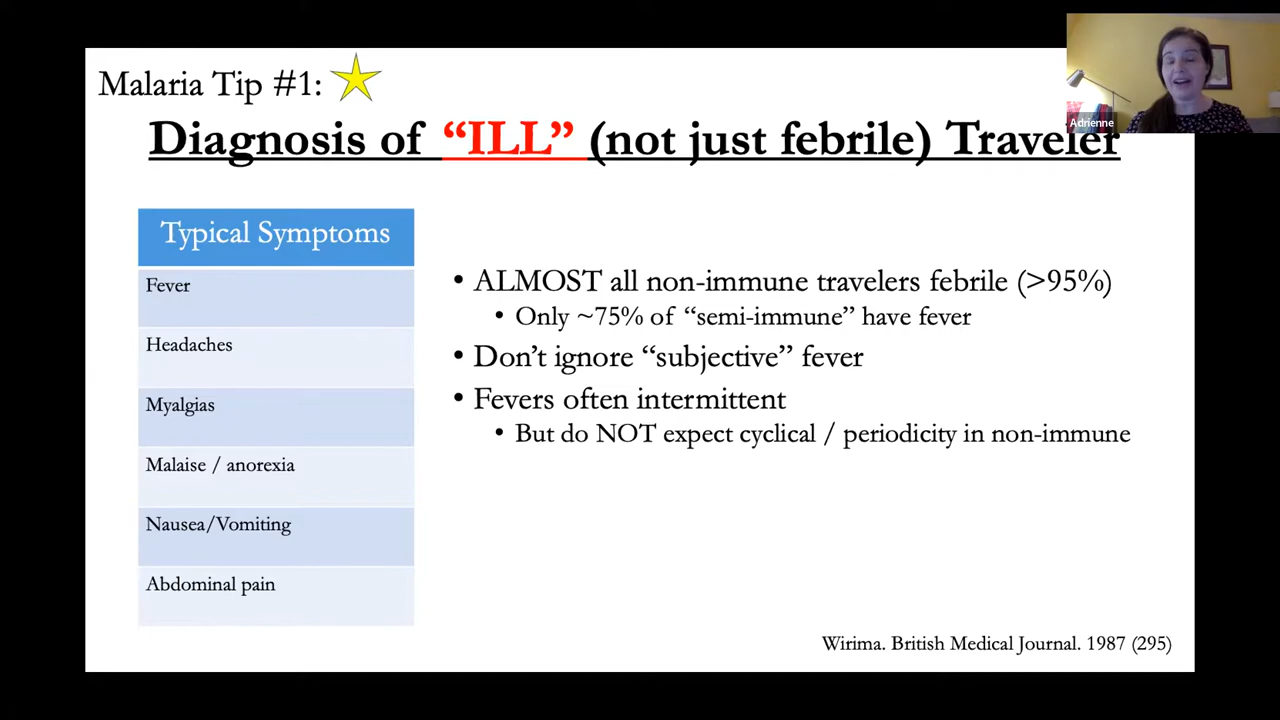 Malaria Tip #1:
Adrienne
Diagnosis of “ILL” (not just febrile) Traveler
Typical Symptoms
Fever
Headaches
Myalgias
Malaise / anorexia
Nausea/Vomiting
Abdominal pain
• ALMOST all non-immune travelers febrile (>95%)
• Only ~75% of “semi-immune” have fever
• Don’t ignore “subjective” fever
• Fevers often intermittent
• But do NOT expect cyclical / periodicity in non-immune
Wirima. British Medical Journal. 1987 (295)